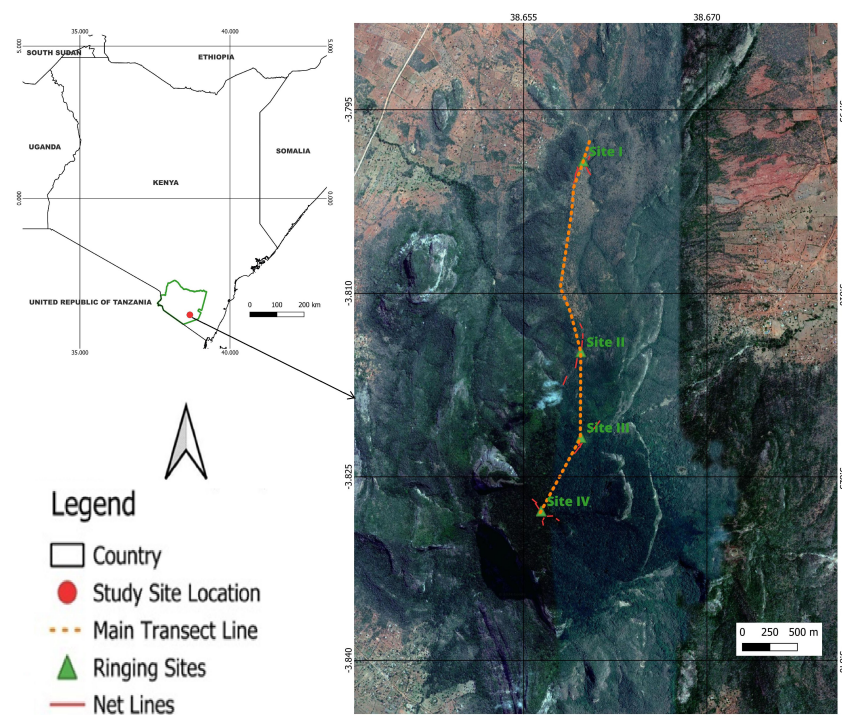 35.000
40.000
5.000
5.000
SOUTH SUDAN
ETHIOPIA
UGANDA
SOMALIA
KENYA
0.000
0.000
UNITED REPUBLIC OF TANZANIA
0 100 200 km
35.000
40.000
Legend
Country
Study Site Location
Main Transect Line
Ringing Sites
Net Lines
38.655
38.670
-3.795
Site I
-3.810
Site II
Site III
-3.825
Site IV
-3.840
0 250 500 m